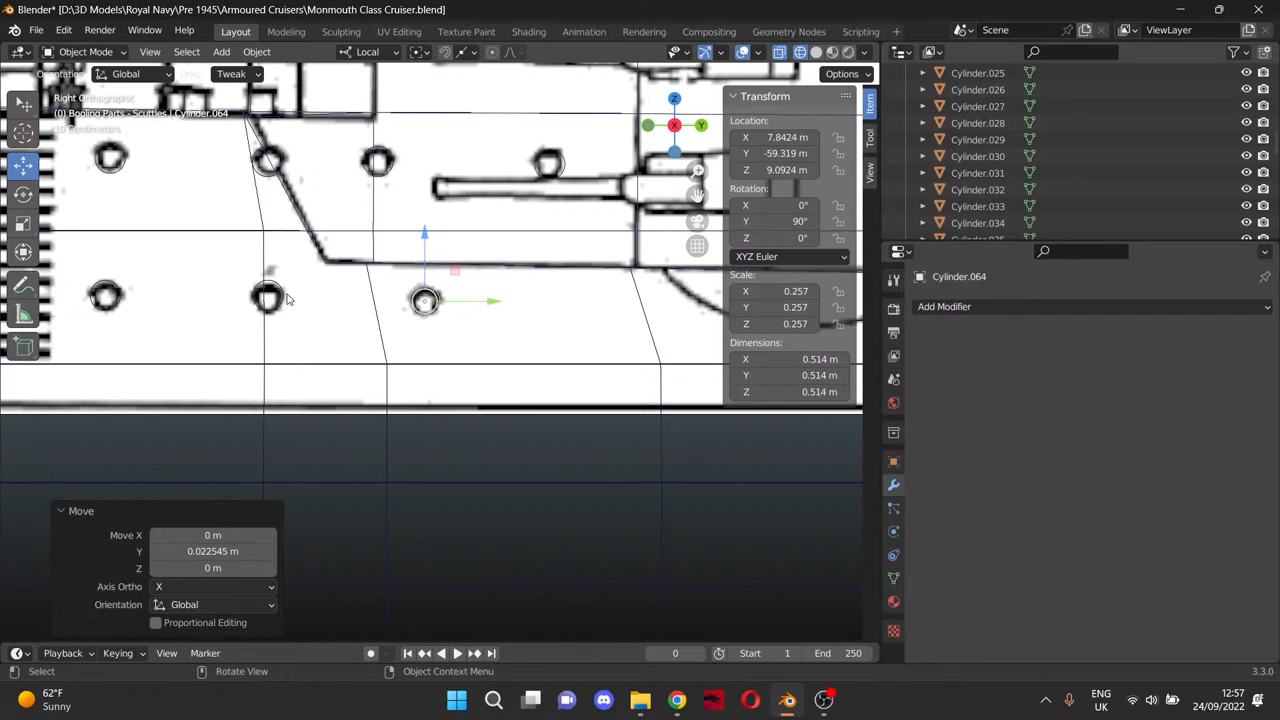 Blender* [D:\3D Models\Royal Navy\Pre 1945\Armoured Cruisers\Monmouth Class Cruiser.blend]
File Edit Render Window Help Layout Modeling Sculpting UV Editing Texture Paint Shading Animation Rendering Compositing Geometry Nodes Scripting + Scene ViewLayer
Object Mode View Select Add Object Local
Orientation: Global Drag: Tweak Options
Right Orthographic
(0) Booling Parts - Scuttles | Cylinder.064
10 Centimeters
Z
X
Y
Transform
Location:
X 7.8424 m
Y -59.319 m
Z 9.0924 m
Rotation:
X 0°
Y 90°
Z 0°
XYZ Euler
Scale:
X 0.257
Y 0.257
Z 0.257
Dimensions:
X 0.514 m
Y 0.514 m
Z 0.514 m
Item
Tool
View
Cylinder.025
Cylinder.026
Cylinder.027
Cylinder.028
Cylinder.029
Cylinder.030
Cylinder.031
Cylinder.032
Cylinder.033
Cylinder.034
Cylinder.064
Add Modifier
Move
Move X 0 m
Y 0.022545 m
Z 0 m
Axis Ortho X
Orientation Global
Proportional Editing
Playback Keying View Marker 0 Start 1 End 250
Select Rotate View Object Context Menu 3.3.0
62°F
Sunny
ENG
UK
12:57
24/09/2022